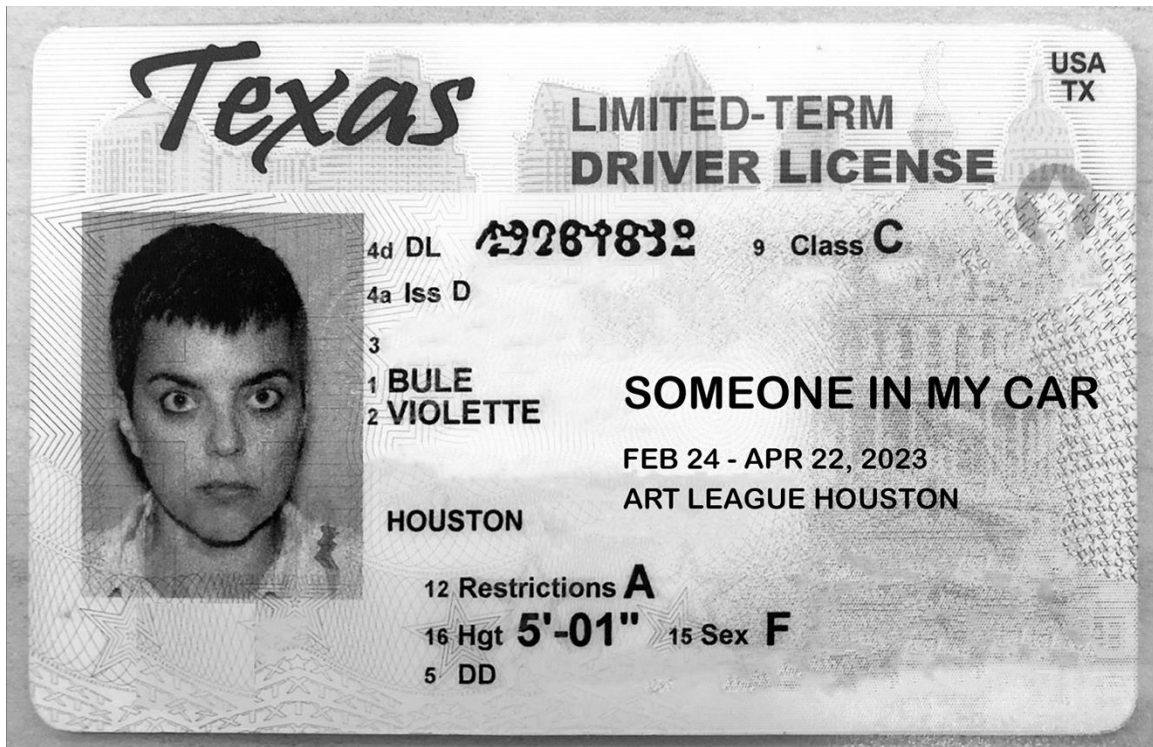 Texas
LIMITED-TERM
DRIVER LICENSE
USA
TX
4d DL
9 Class C
4a Iss D
3
1 BULE
2 VIOLETTE
SOMEONE IN MY CAR
FEB 24 - APR 22, 2023
ART LEAGUE HOUSTON
HOUSTON
12 Restrictions A
16 Hgt 5'-01" 15 Sex F
5 DD